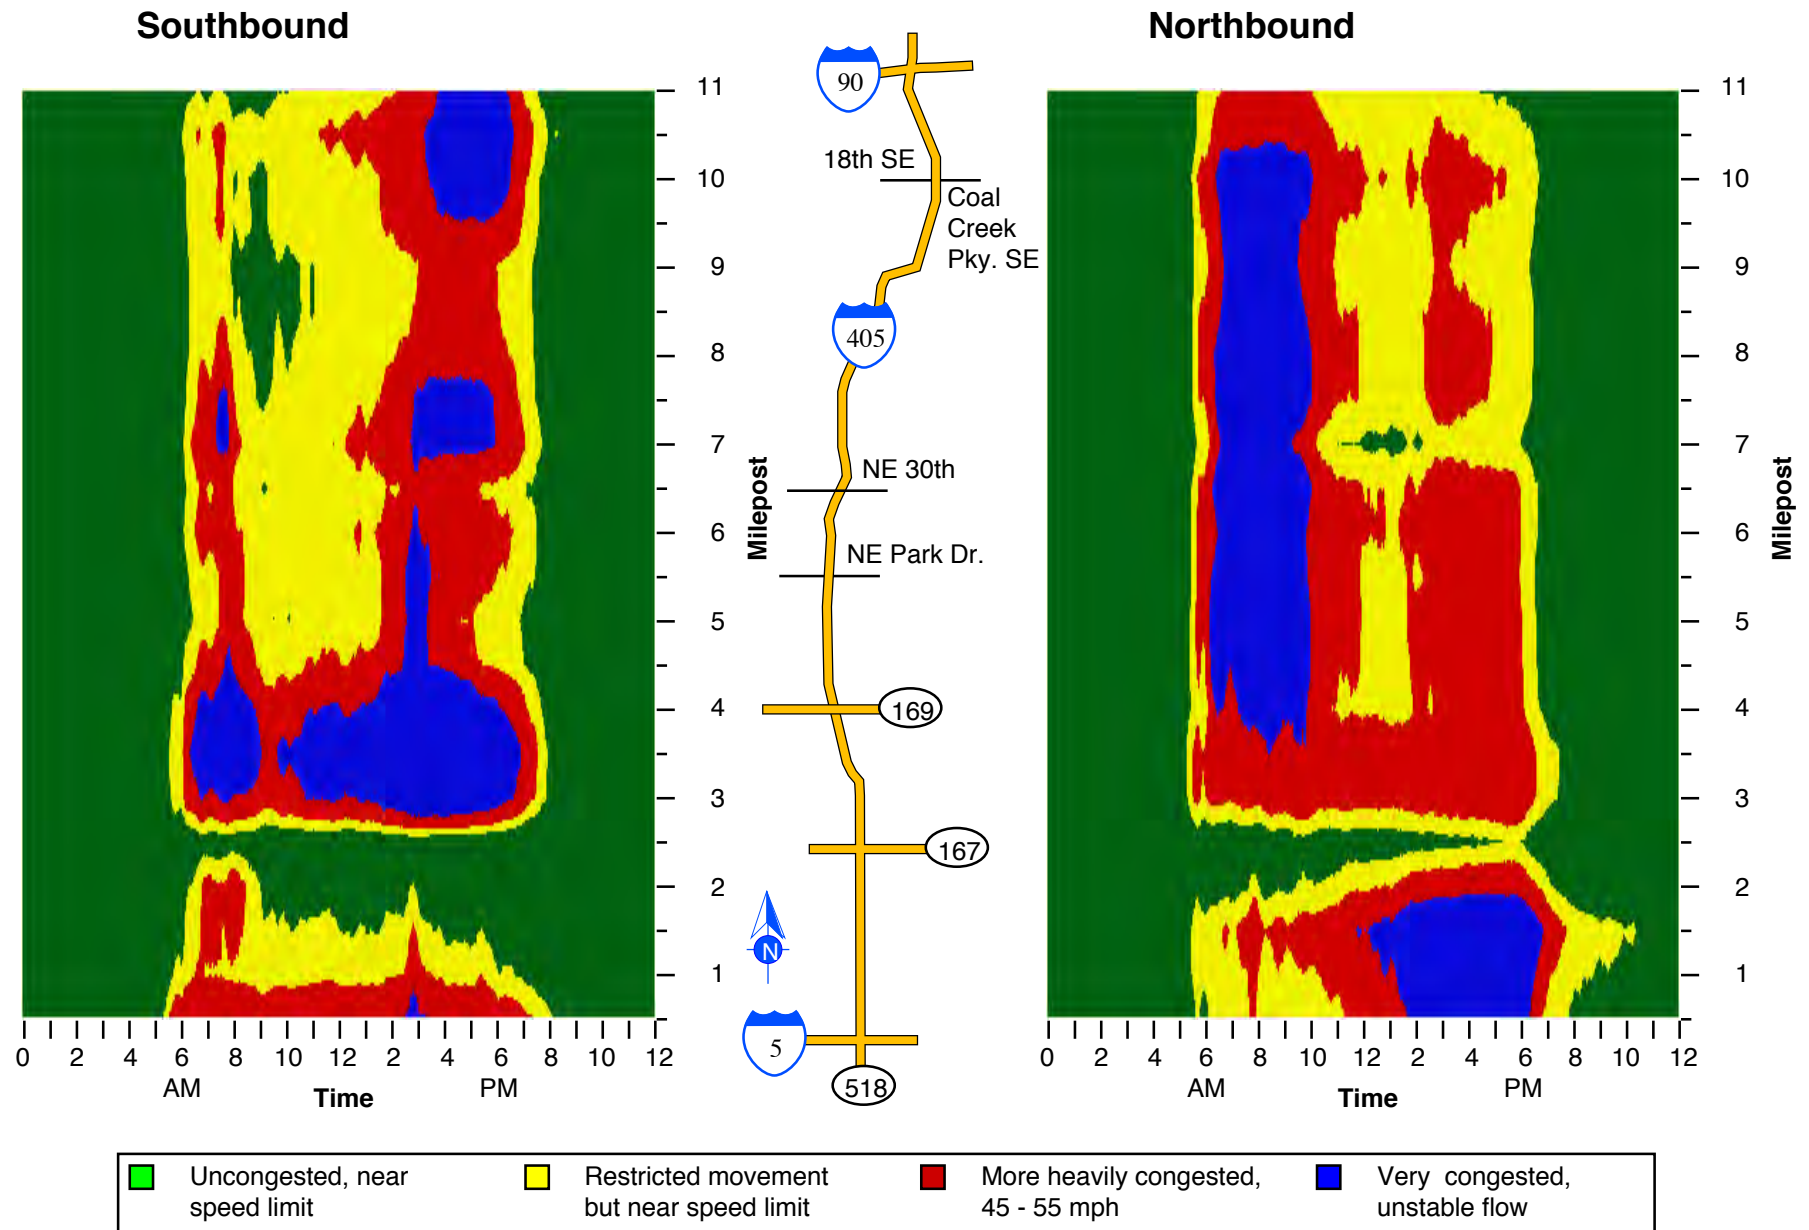 Southbound
Northbound
11
10
9
8
7
6
5
4
3
2
1
Milepost
0 2 4 6 8 10 12 2 4 6 8 10 12
AM Time PM
90
18th SE
Coal
Creek
Pky. SE
405
NE 30th
NE Park Dr.
169
167
N
5
518
11
10
9
8
7
6
5
4
3
2
1
Milepost
0 2 4 6 8 10 12 2 4 6 8 10 12
AM Time PM
Uncongested, near
speed limit
Restricted movement
but near speed limit
More heavily congested,
45 - 55 mph
Very congested,
unstable flow